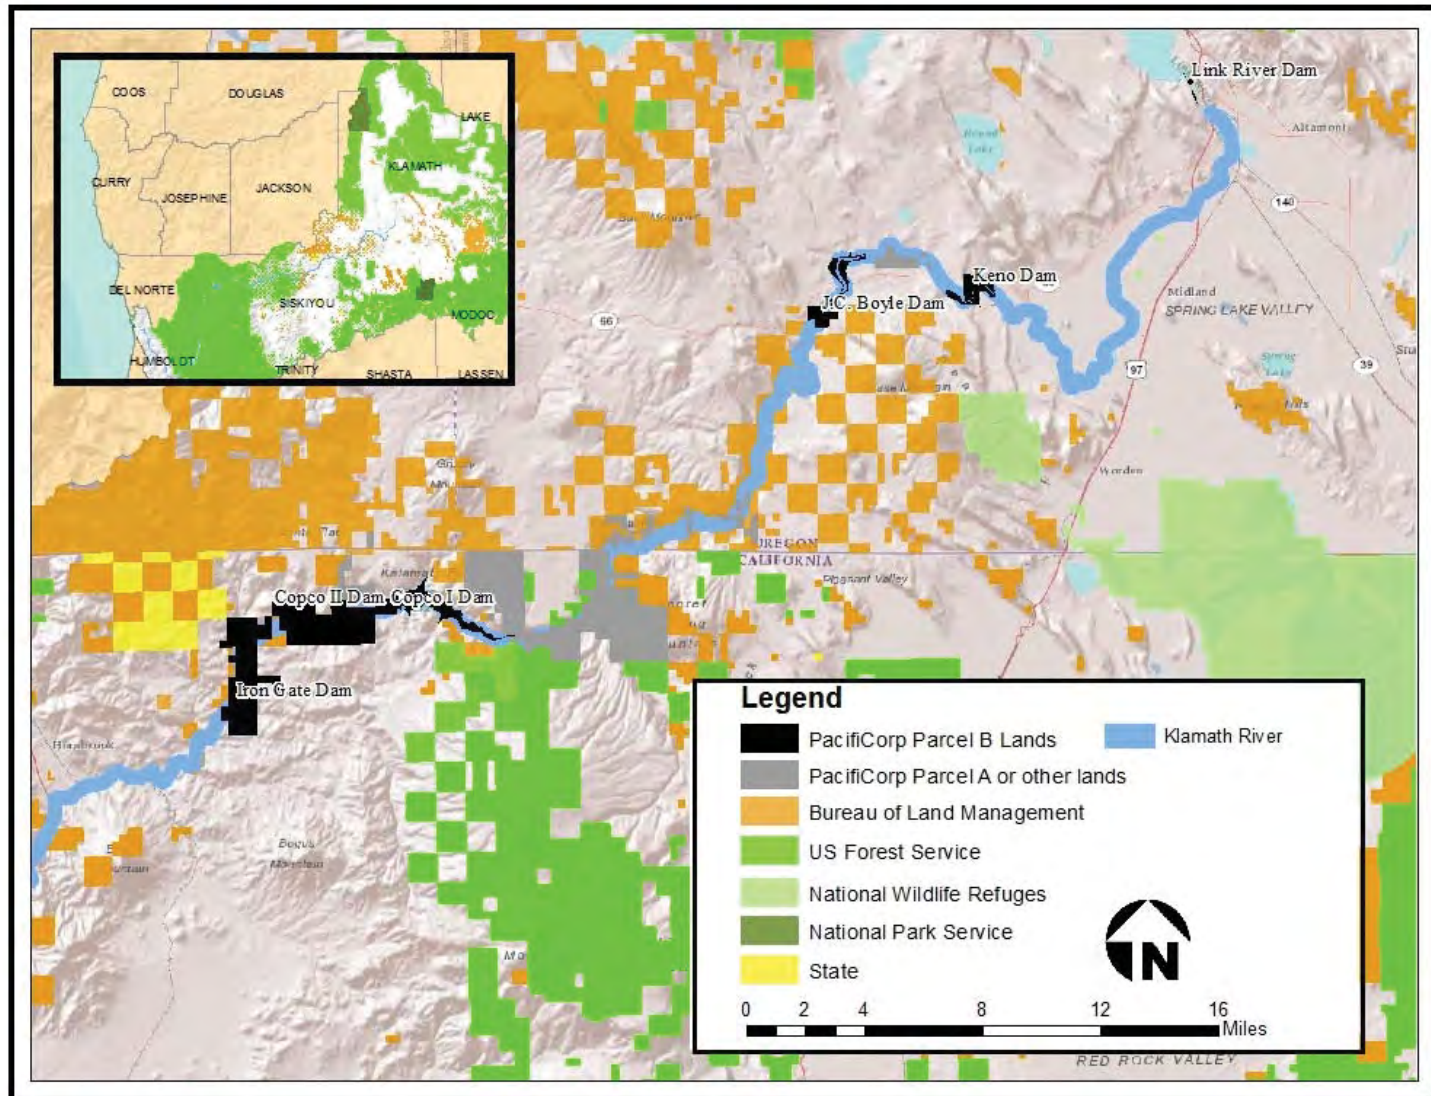 COOS
DOUGLAS
LAKE
KLAMATH
CURRY
JOSEPHINE
JACKSON
DEL NORTE
SISKIYOU
MODOC
HUMBOLDT
TRINITY
SHASTA
LASSEN
Link River Dam
Altamont
140
Keno Dam
J.C. Boyle Dam
Midland
SPRING LAKE VALLEY
66
97
39
Worden
OREGON
CALIFORNIA
Pleasant Valley
Copco II Dam
Copco I Dam
Iron Gate Dam
Hornbrook
Bogus
Mountain
Legend
PacifiCorp Parcel B Lands
Klamath River
PacifiCorp Parcel A or other lands
Bureau of Land Management
US Forest Service
National Wildlife Refuges
National Park Service
State
N
0 2 4 8 12 16
Miles
RED ROCK VALLEY